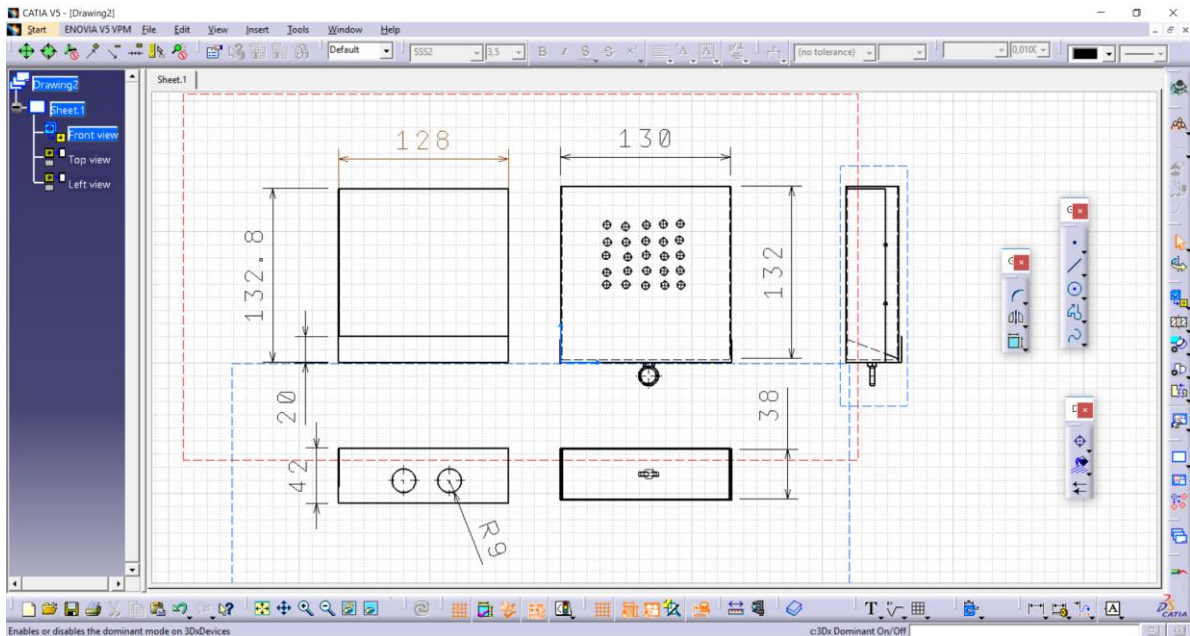 CATIA V5 - [Drawing2]
Start ENOVIA V5 VPM File Edit View Insert Tools Window Help
Default SSS2 3,5 B I S S (no tolerance) 0,010(
Drawing2
Sheet.1
Front view
Top view
Left view
Sheet.1
128
130
132.8
132
20
38
42
R9
Enables or disables the dominant mode on 3DxDevices
c:3Dx Dominant On/Off
CATIA